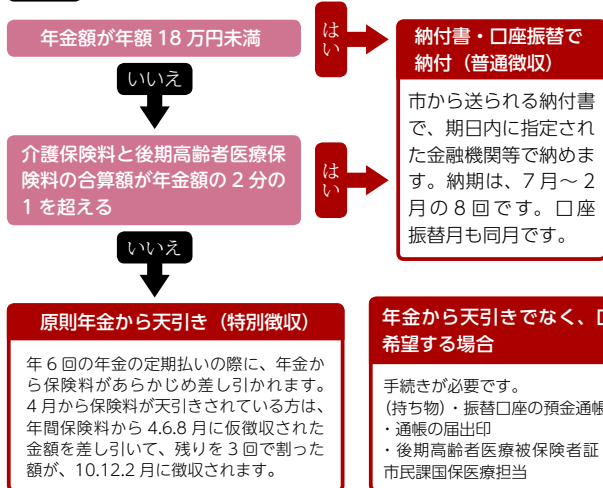 年金額が年額 18 万円未満
はい
納付書・口座振替で
納付（普通徴収）
市から送られる納付書
で、期日内に指定され
た金融機関等で納めま
す。納期は、7 月～ 2
月の 8 回です。口座
振替月も同月です。
いいえ
介護保険料と後期高齢者医療保
険料の合算額が年金額の 2 分の
1 を超える
はい
いいえ
原則年金から天引き（特別徴収）
年 6 回の年金の定期払いの際に、年金か
ら保険料があらかじめ差し引かれます。
4 月から保険料が天引きされている方は、
年間保険料から 4.6.8 月に仮徴収された
金額を差し引いて、残りを 3 回で割った
額が、10.12.2 月に徴収されます。
年金から天引きでなく、
希望する場合
手続きが必要です。
(持ち物)・振替口座の預金通帳
・通帳の届出印
・後期高齢者医療被保険者証
市民課国保医療担当